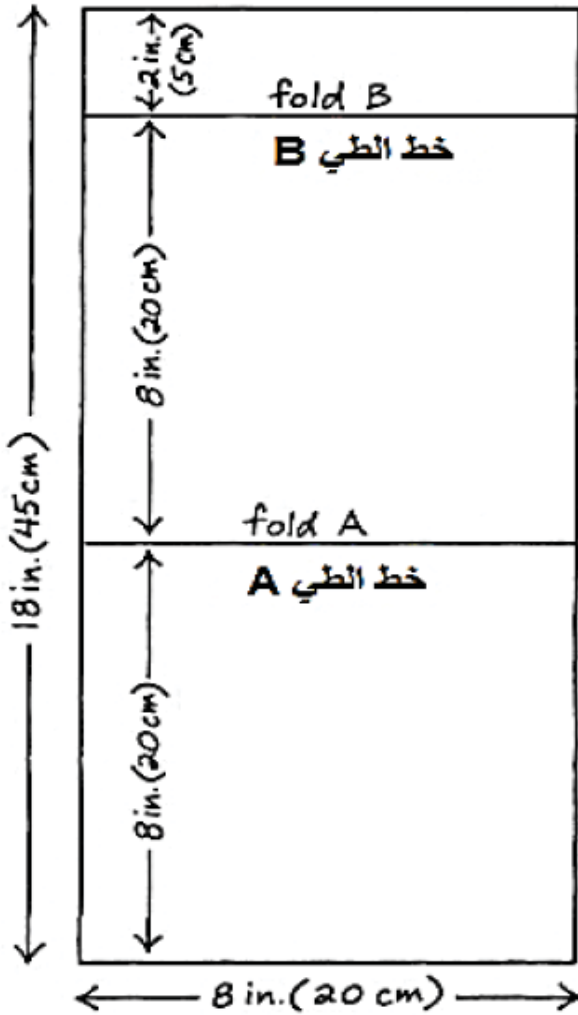 2 in.
(5cm)
fold B
خط الطي B
8 in. (20cm)
18 in. (45cm)
fold A
خط الطي A
8 in. (20cm)
8 in. (20 cm)